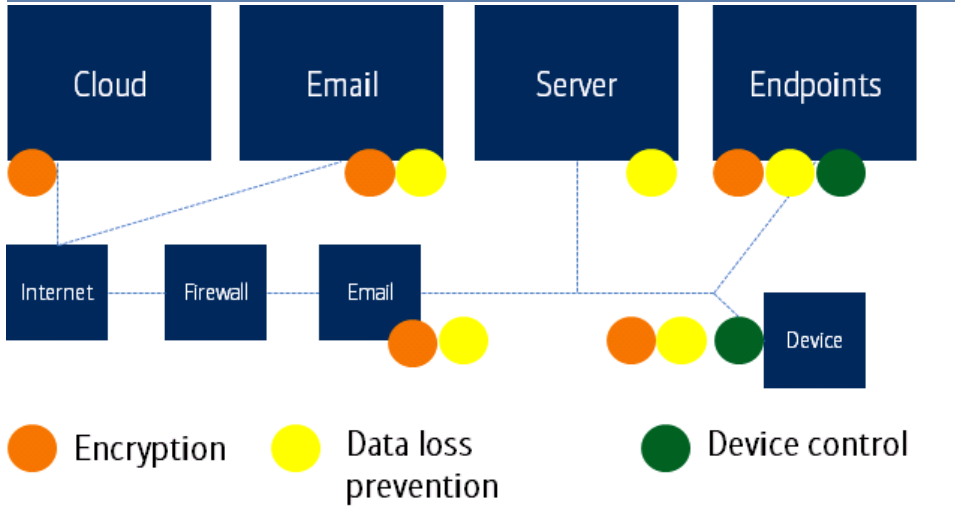 Cloud
Email
Server
Endpoints
Internet
Firewall
Email
Device
Encryption
Data loss
prevention
Device control